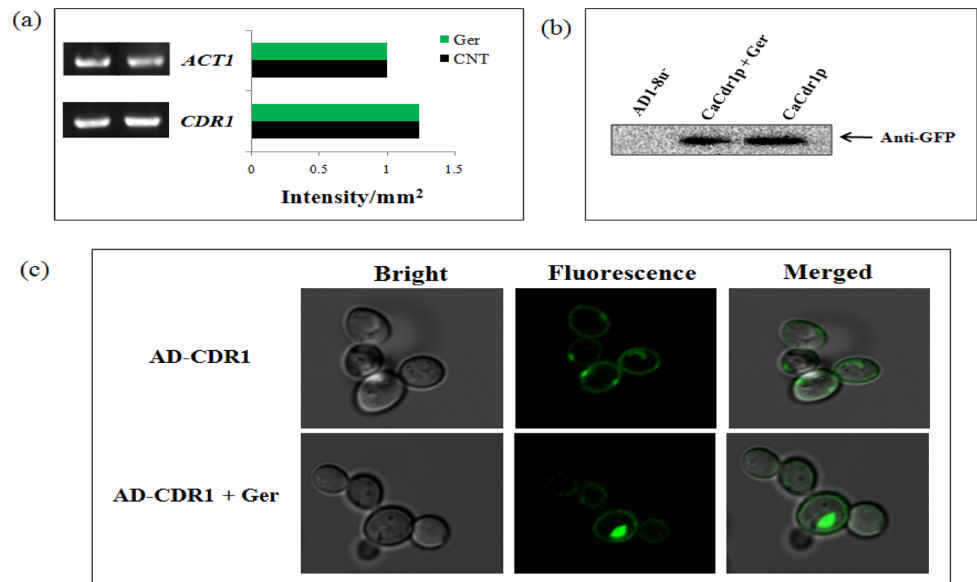 (a)
ACT1
CDR1
Ger
CNT
0
0.5
1
1.5
Intensity/mm²
(b)
AD1-8u⁻
CaCdr1p + Ger
CaCdr1p
Anti-GFP
(c)
Bright
Fluorescence
Merged
AD-CDR1
AD-CDR1 + Ger